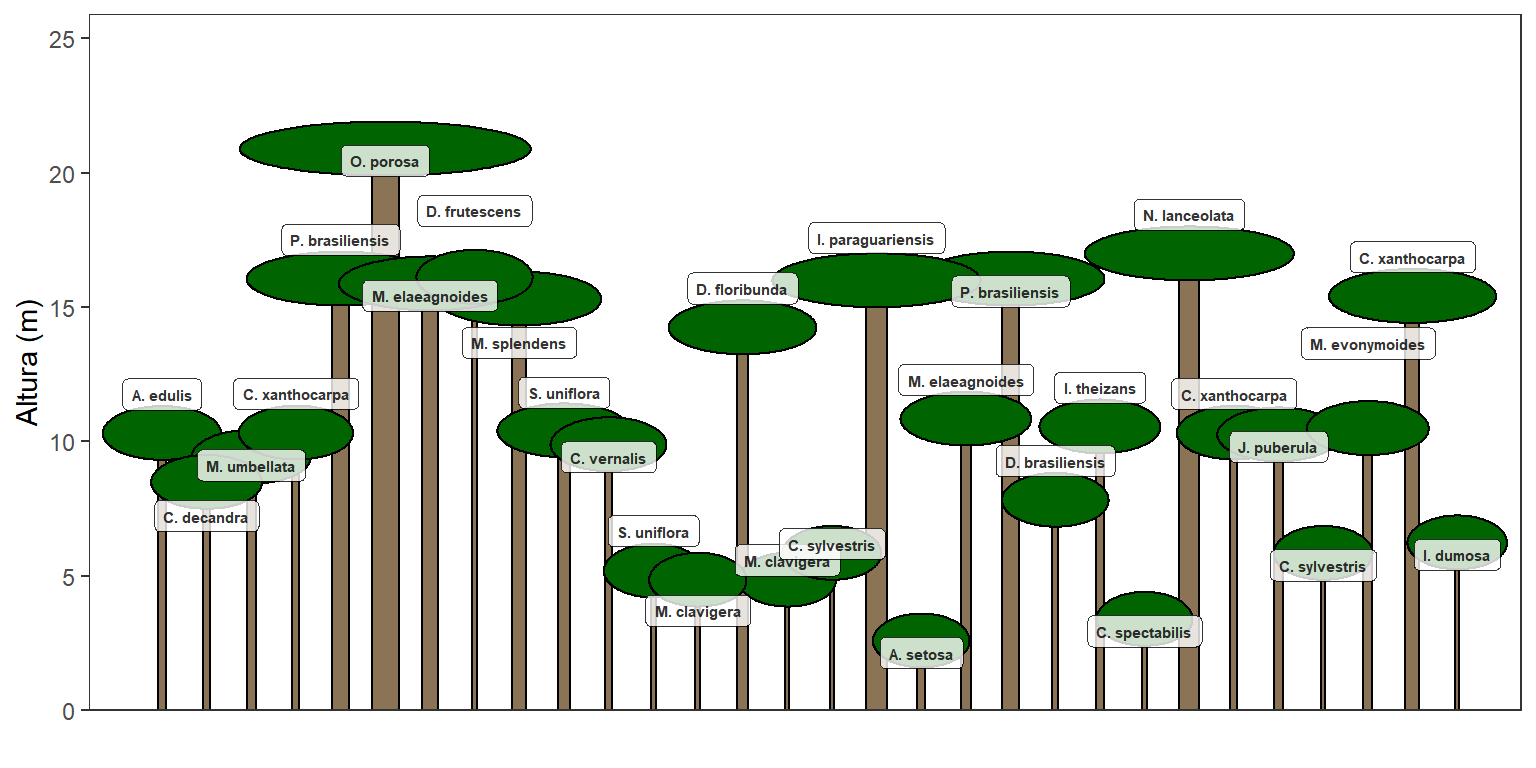 Altura (m)
25
20
15
10
5
0
O. porosa
D. frutescens
P. brasiliensis
M. elaeagnoides
M. splendens
A. edulis
C. xanthocarpa
M. umbellata
C. decandra
S. uniflora
C. vernalis
S. uniflora
M. clavigera
D. floribunda
M. clavigera
C. sylvestris
I. paraguariensis
A. setosa
M. elaeagnoides
P. brasiliensis
D. brasiliensis
I. theizans
C. spectabilis
N. lanceolata
C. xanthocarpa
J. puberula
C. sylvestris
M. evonymoides
C. xanthocarpa
I. dumosa